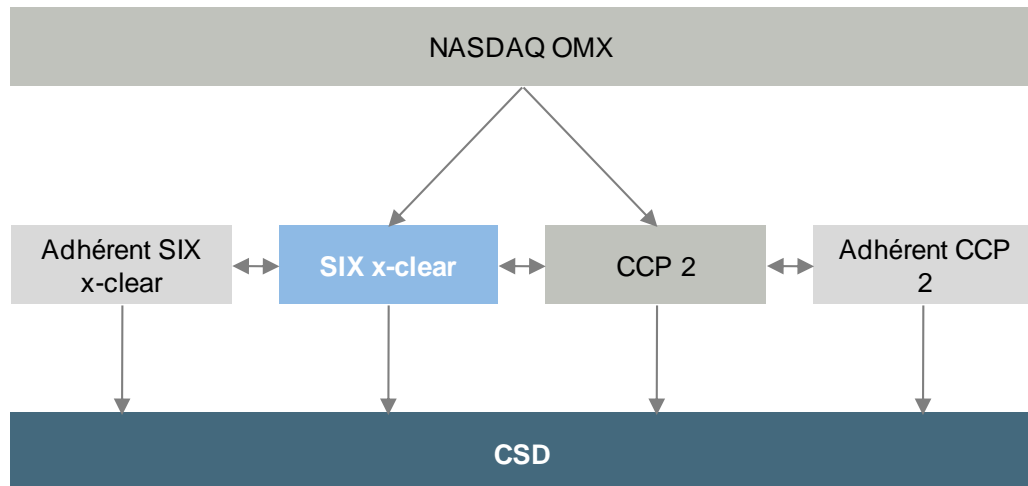 NASDAQ OMX
Adhérent SIX
x-clear
SIX x-clear
CCP 2
Adhérent CCP
2
CSD